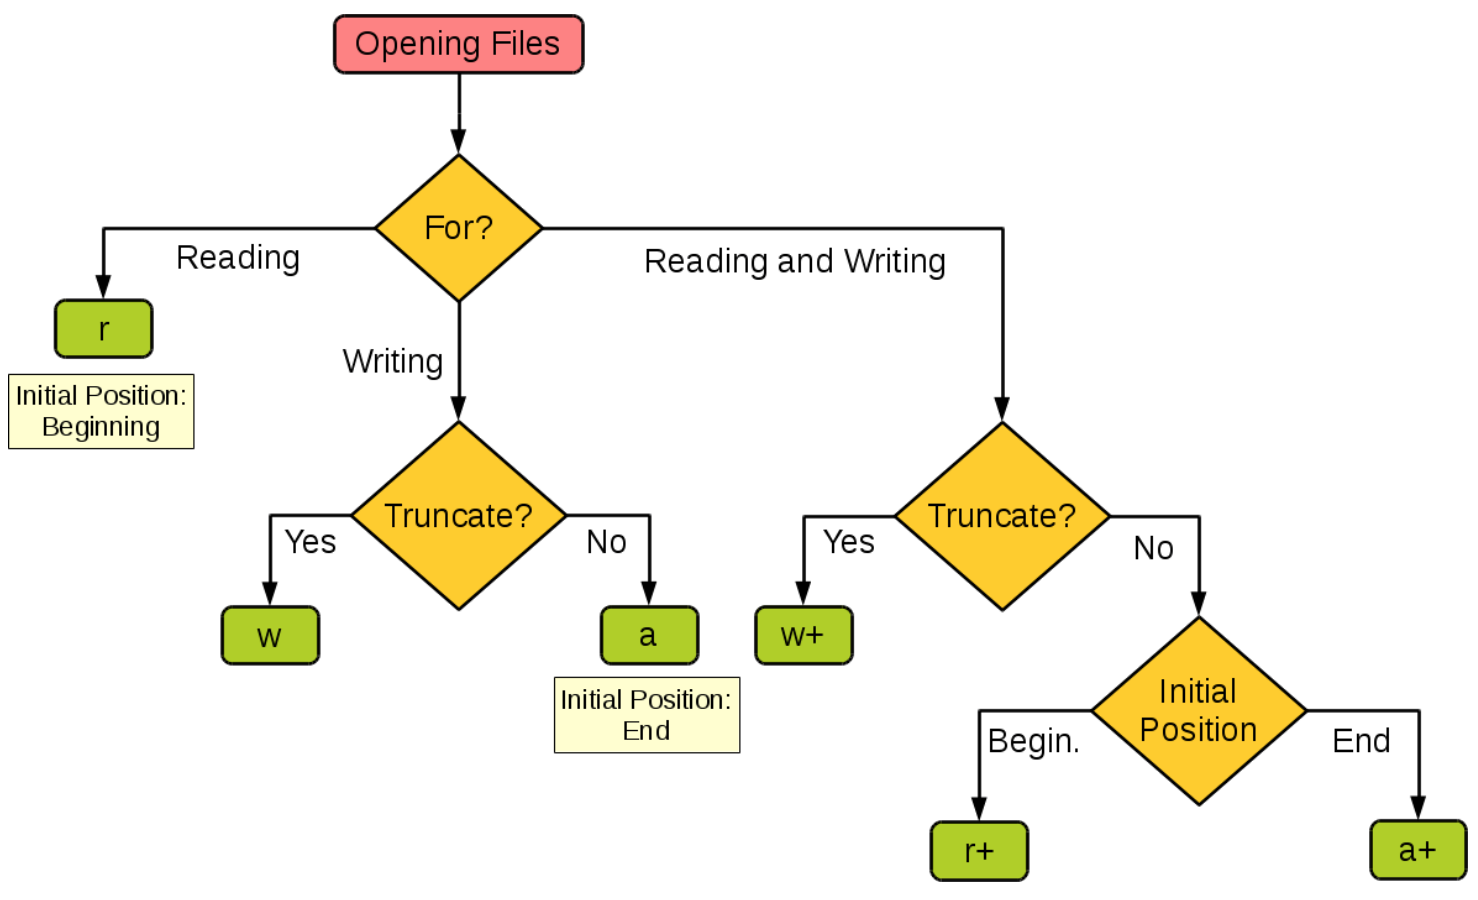 Opening Files
For?
Reading
Reading and Writing
r
Writing
Initial Position:
Beginning
Truncate?
Yes
No
w
a
Initial Position:
End
Truncate?
Yes
No
w+
Initial
Position
Begin.
End
r+
a+